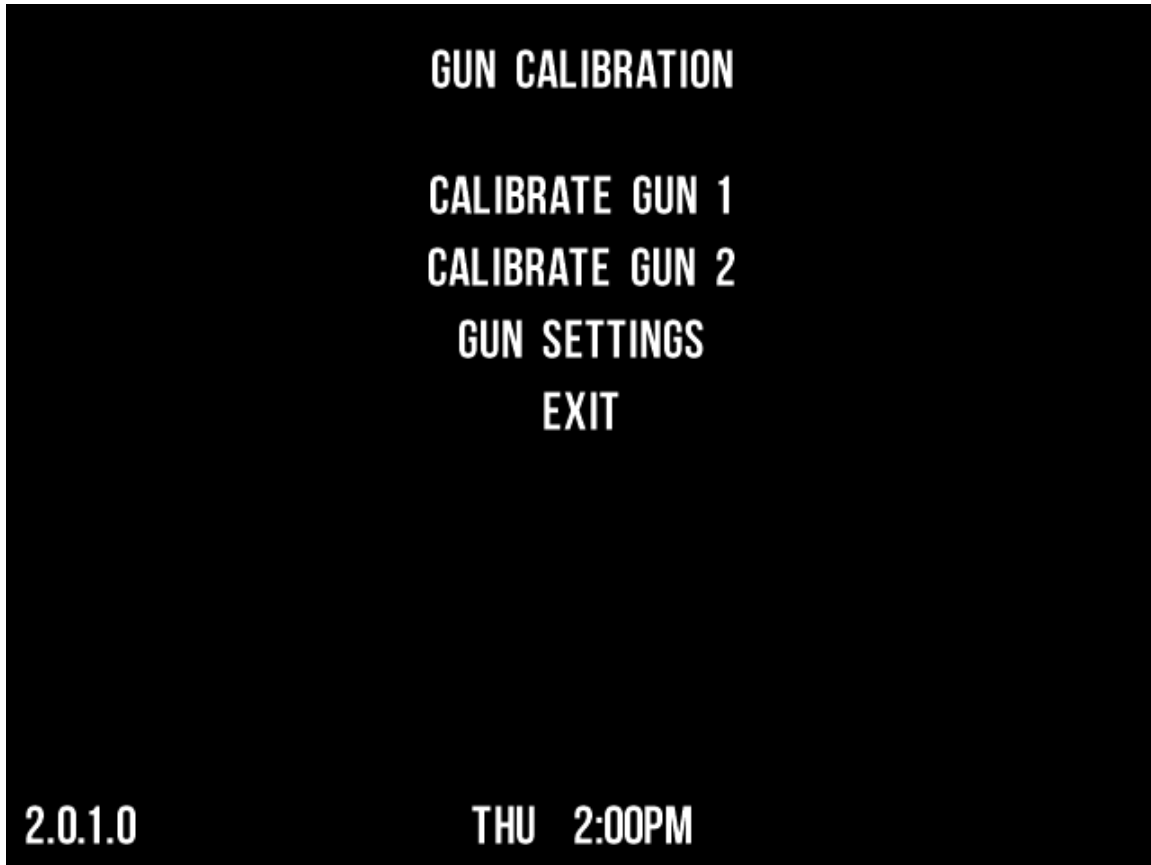 GUN CALIBRATION
CALIBRATE GUN 1
CALIBRATE GUN 2
GUN SETTINGS
EXIT
2.0.1.0 THU 2:00PM